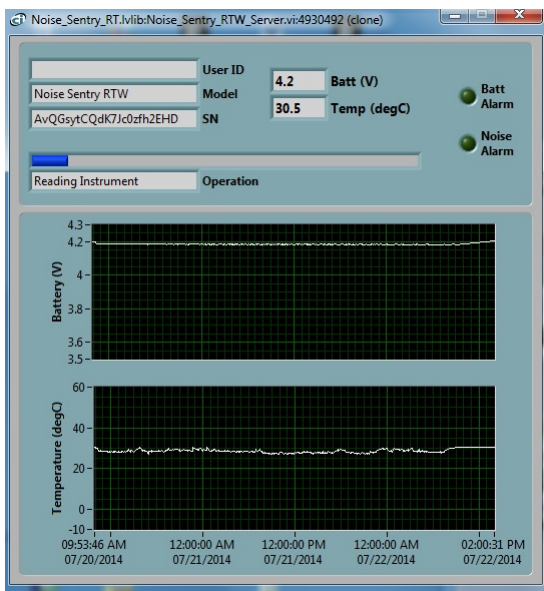 Noise_Sentry_RT.lvlib:Noise_Sentry_RTW_Server.vi:4930492 (clone)
User ID
Noise Sentry RTW Model
AvQGsytCQdK7Jc0zfh2EHD SN
4.2 Batt (V)
30.5 Temp (degC)
Batt
Alarm
Noise
Alarm
Reading Instrument Operation
Battery (V)
4.3
4.2
4
3.8
3.6
3.5
Temperature (degC)
60
40
20
0
-10
09:53:46 AM 12:00:00 AM 12:00:00 PM 12:00:00 AM 02:00:31 PM
07/20/2014 07/21/2014 07/21/2014 07/22/2014 07/22/2014